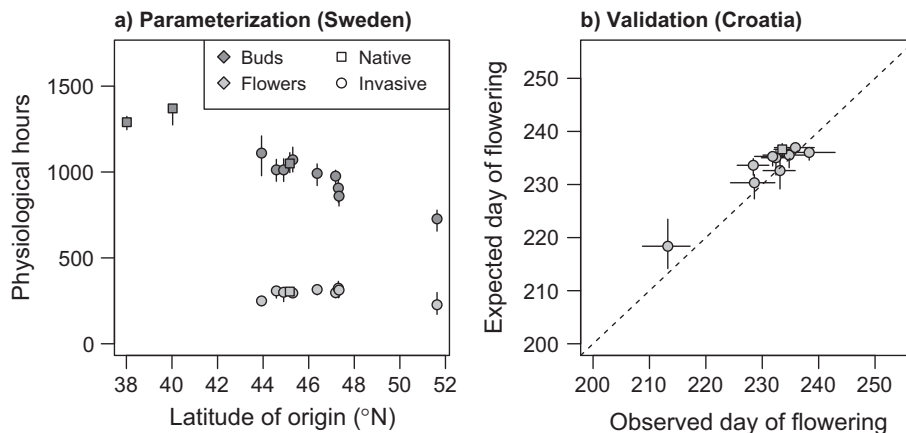 a) Parameterization (Sweden)
Physiological hours
1500
1000
500
0
Buds
Flowers
Native
Invasive
38 40 44 44 46 48 50 52
Latitude of origin (°N)
b) Validation (Croatia)
Expected day of flowering
250
240
230
220
210
200
200 210 220 230 240 250
Observed day of flowering